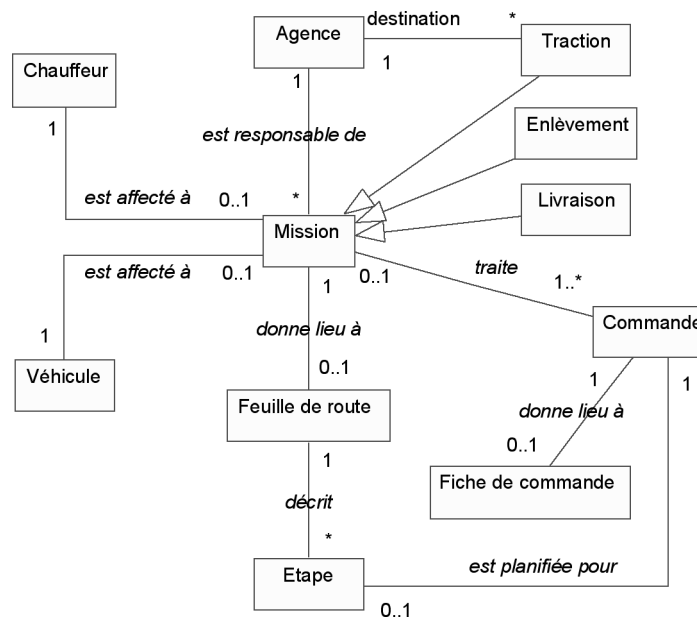 destination
*
Agence
Traction
1
Chauffeur
1
1
Enlèvement
est responsable de
est affecté à
0..1
*
Livraison
Mission
est affecté à
0..1
1
0..1
traite
1..*
Commande
donne lieu à
1
0..1
Véhicule
1
1
Feuille de route
donne lieu à
0..1
1
Fiche de commande
décrit
*
Etape
est planifiée pour
0..1